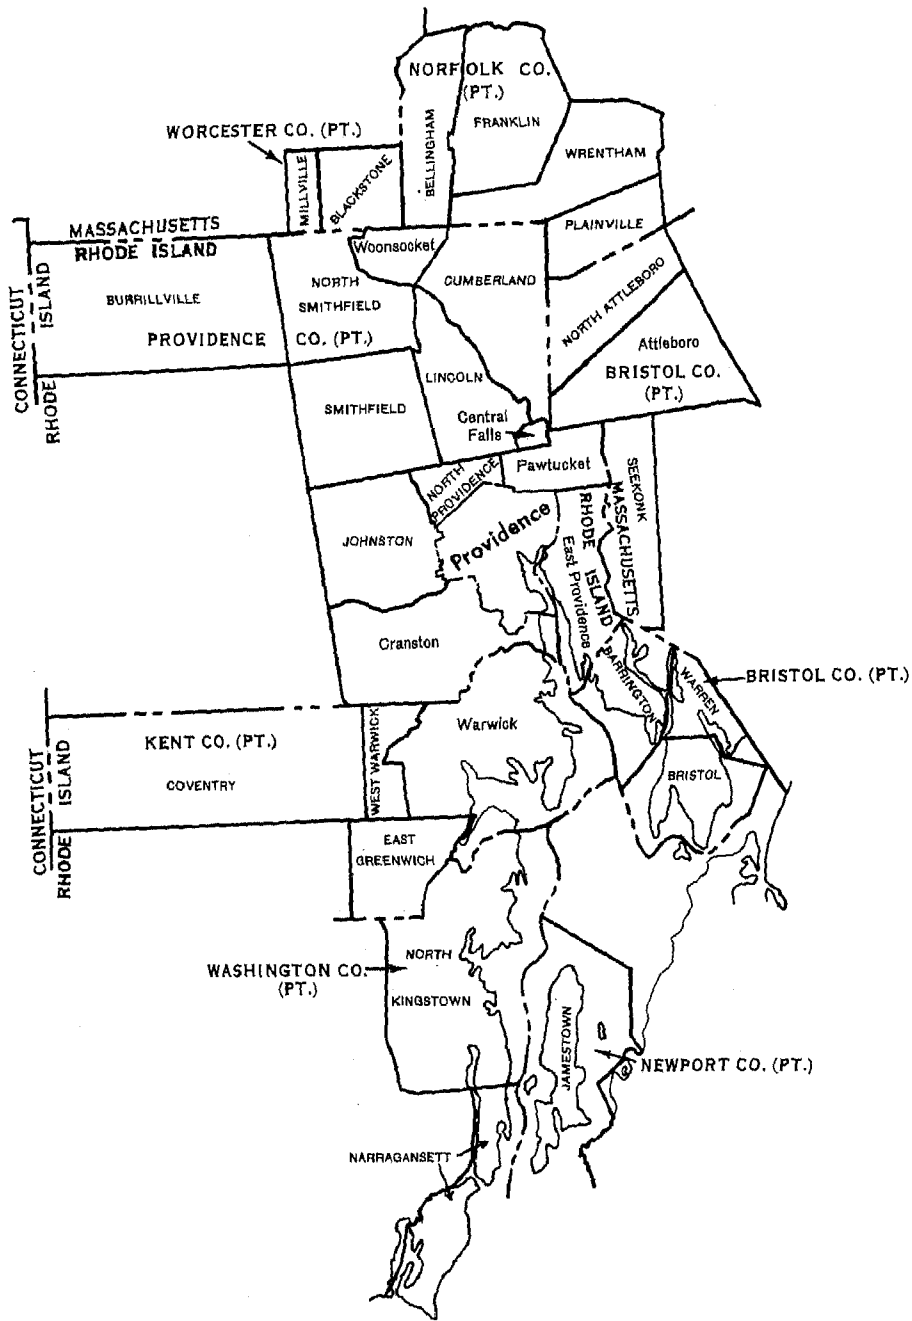 NORFOLK CO.
(PT.)
FRANKLIN
WORCESTER CO. (PT.)
BELLINGHAM
WRENTHAM
MILLVILLE
BLACKSTONE
MASSACHUSETTS
RHODE ISLAND
PLAINVILLE
Woonsocket
NORTH
SMITHFIELD
CUMBERLAND
NORTH ATTLEBORO
BURRILLVILLE
PROVIDENCE CO. (PT.)
CONNECTICUT
RHODE ISLAND
Attleboro
BRISTOL CO.
(PT.)
LINCOLN
SMITHFIELD
Central
Falls
Pawtucket
NORTH
PROVIDENCE
SEEKONK
MASSACHUSETTS
RHODE ISLAND
JOHNSTON
Providence
East Providence
Cranston
BARRINGTON
WARREN
BRISTOL CO. (PT.)
KENT CO. (PT.)
COVENTRY
CONNECTICUT
RHODE ISLAND
WEST WARWICK
Warwick
BRISTOL
EAST
GREENWICH
WASHINGTON CO.
(PT.)
NORTH
KINGSTOWN
JAMESTOWN
NEWPORT CO. (PT.)
NARRAGANSETT